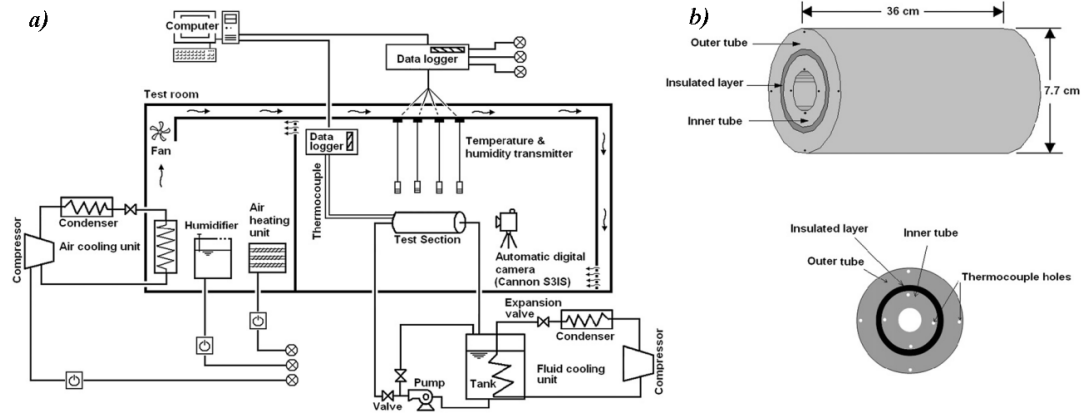 a)
Computer
Data logger
Test room
Fan
Data
logger
Temperature &
humidity transmitter
Thermocouple
Condenser
Air cooling unit
Compressor
Humidifier
Air
heating
unit
Test Section
Automatic digital
camera
(Cannon S3IS)
Expansion
valve
Condenser
Fluid cooling
unit
Compressor
Tank
Pump
Valve
b)
36 cm
7.7 cm
Outer tube
Insulated layer
Inner tube
Insulated layer
Inner tube
Outer tube
Thermocouple holes